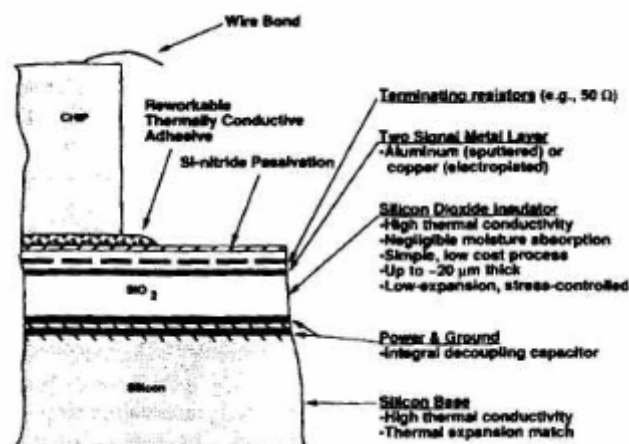 Wire Bond
CHIP
Reworkable
Thermally Conductive
Adhesive
Si-nitride Passivation
Terminating resistors (e.g., 50 Ω)
Two Signal Metal Layer
-Aluminum (sputtered) or
copper (electroplated)
Silicon Dioxide Insulator
-High thermal conductivity
-Negligible moisture absorption
-Simple, low cost process
-Up to ~20 μm thick
-Low-expansion, stress-controlled
SiO2
Power & Ground
-Integral decoupling capacitor
Silicon
Silicon Base
-High thermal conductivity
-Thermal expansion match